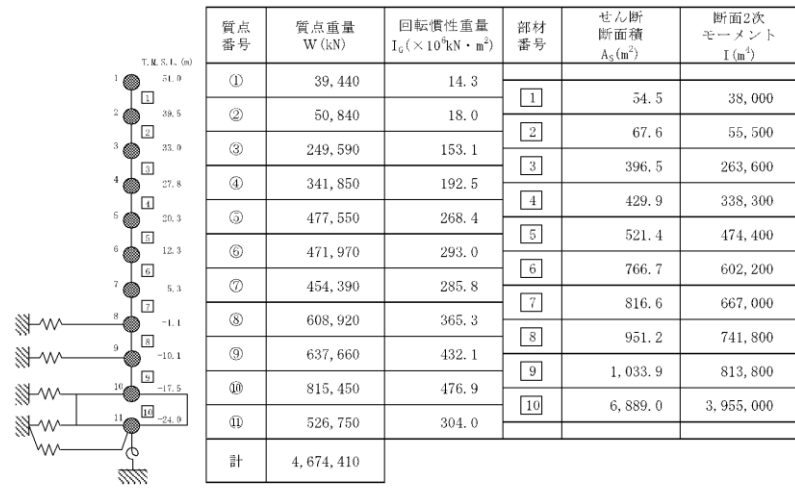 T.M.S.L.(m)
1 51.0
1
2 39.5
2
3 33.0
3
4 27.8
4
5 20.3
5
6 12.3
6
7 5.3
7
8 -1.1
8
9 -10.1
9
10 -17.5
10
11 -24.0
質点番号 質点重量 W(kN) 回転慣性重量 I_G(×10⁶kN・m²) 部材番号 せん断断面積 A_S(m²) 断面2次モーメント I(m⁴)
① 39,440 14.3
1 54.5 38,000
② 50,840 18.0
2 67.6 55,500
③ 249,590 153.1
3 396.5 263,600
④ 341,850 192.5
4 429.9 338,300
⑤ 477,550 268.4
5 521.4 474,400
⑥ 471,970 293.0
6 766.7 602,200
⑦ 454,390 285.8
7 816.6 667,000
⑧ 608,920 365.3
8 951.2 741,800
⑨ 637,660 432.1
9 1,033.9 813,800
⑩ 815,450 476.9
10 6,889.0 3,955,000
⑪ 526,750 304.0
計 4,674,410